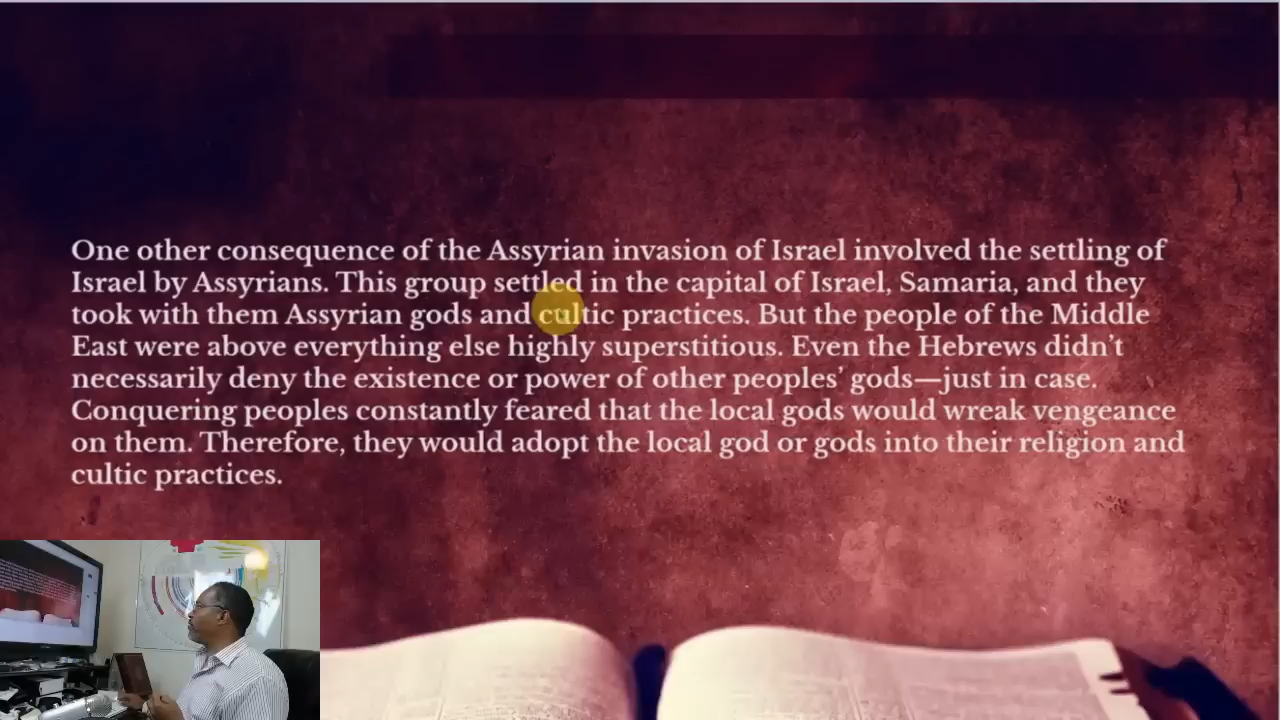 One other consequence of the Assyrian invasion of Israel involved the settling of
Israel by Assyrians. This group settled in the capital of Israel, Samaria, and they
took with them Assyrian gods and cultic practices. But the people of the Middle
East were above everything else highly superstitious. Even the Hebrews didn’t
necessarily deny the existence or power of other peoples’ gods—just in case.
Conquering peoples constantly feared that the local gods would wreak vengeance
on them. Therefore, they would adopt the local god or gods into their religion and
cultic practices.